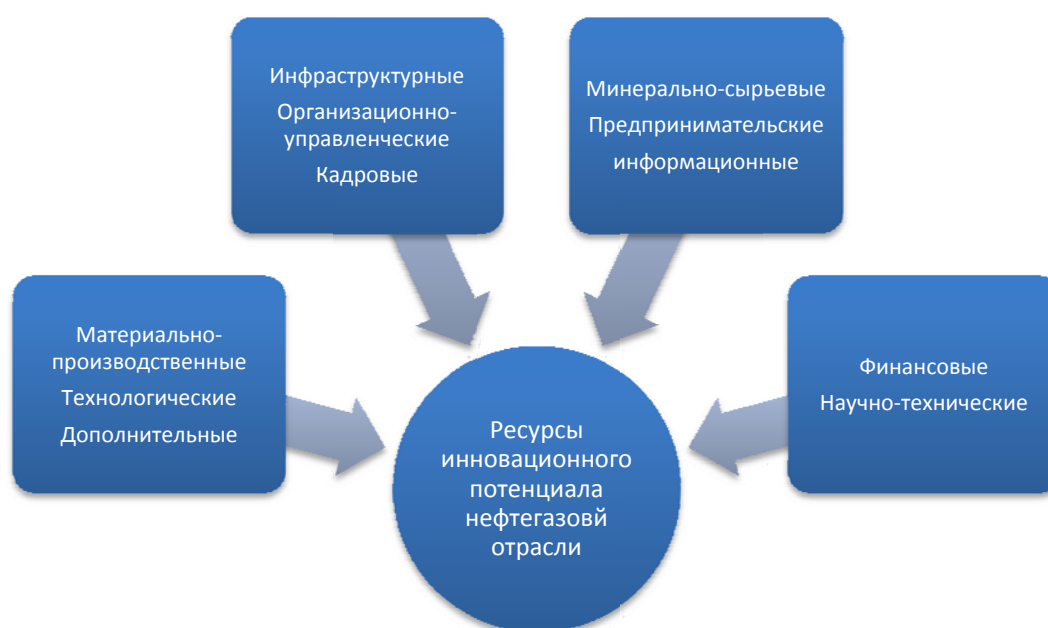 Инфраструктурные
Организационно-
управленческие
Кадровые
Минерально-сырьевые
Предпринимательские
информационные
Материально-
производственные
Технологические
Дополнительные
Финансовые
Научно-технические
Ресурсы
инновационного
потенциала
нефтегазовй
отрасли